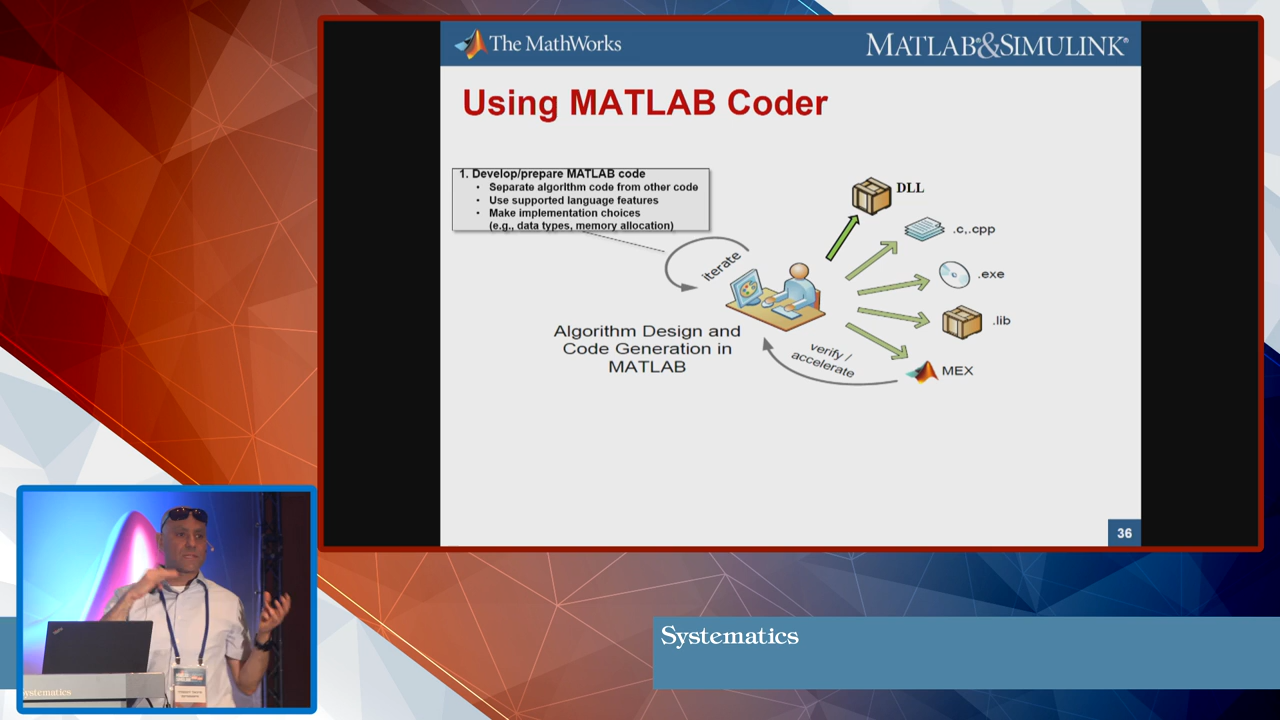 The MathWorks
MATLAB&SIMULINK®
Using MATLAB Coder
1. Develop/prepare MATLAB code
• Separate algorithm code from other code
• Use supported language features
• Make implementation choices
(e.g., data types, memory allocation)
DLL
.c,.cpp
iterate
.exe
.lib
Algorithm Design and
Code Generation in
MATLAB
verify /
accelerate
MEX
36
Systematics
ystematics